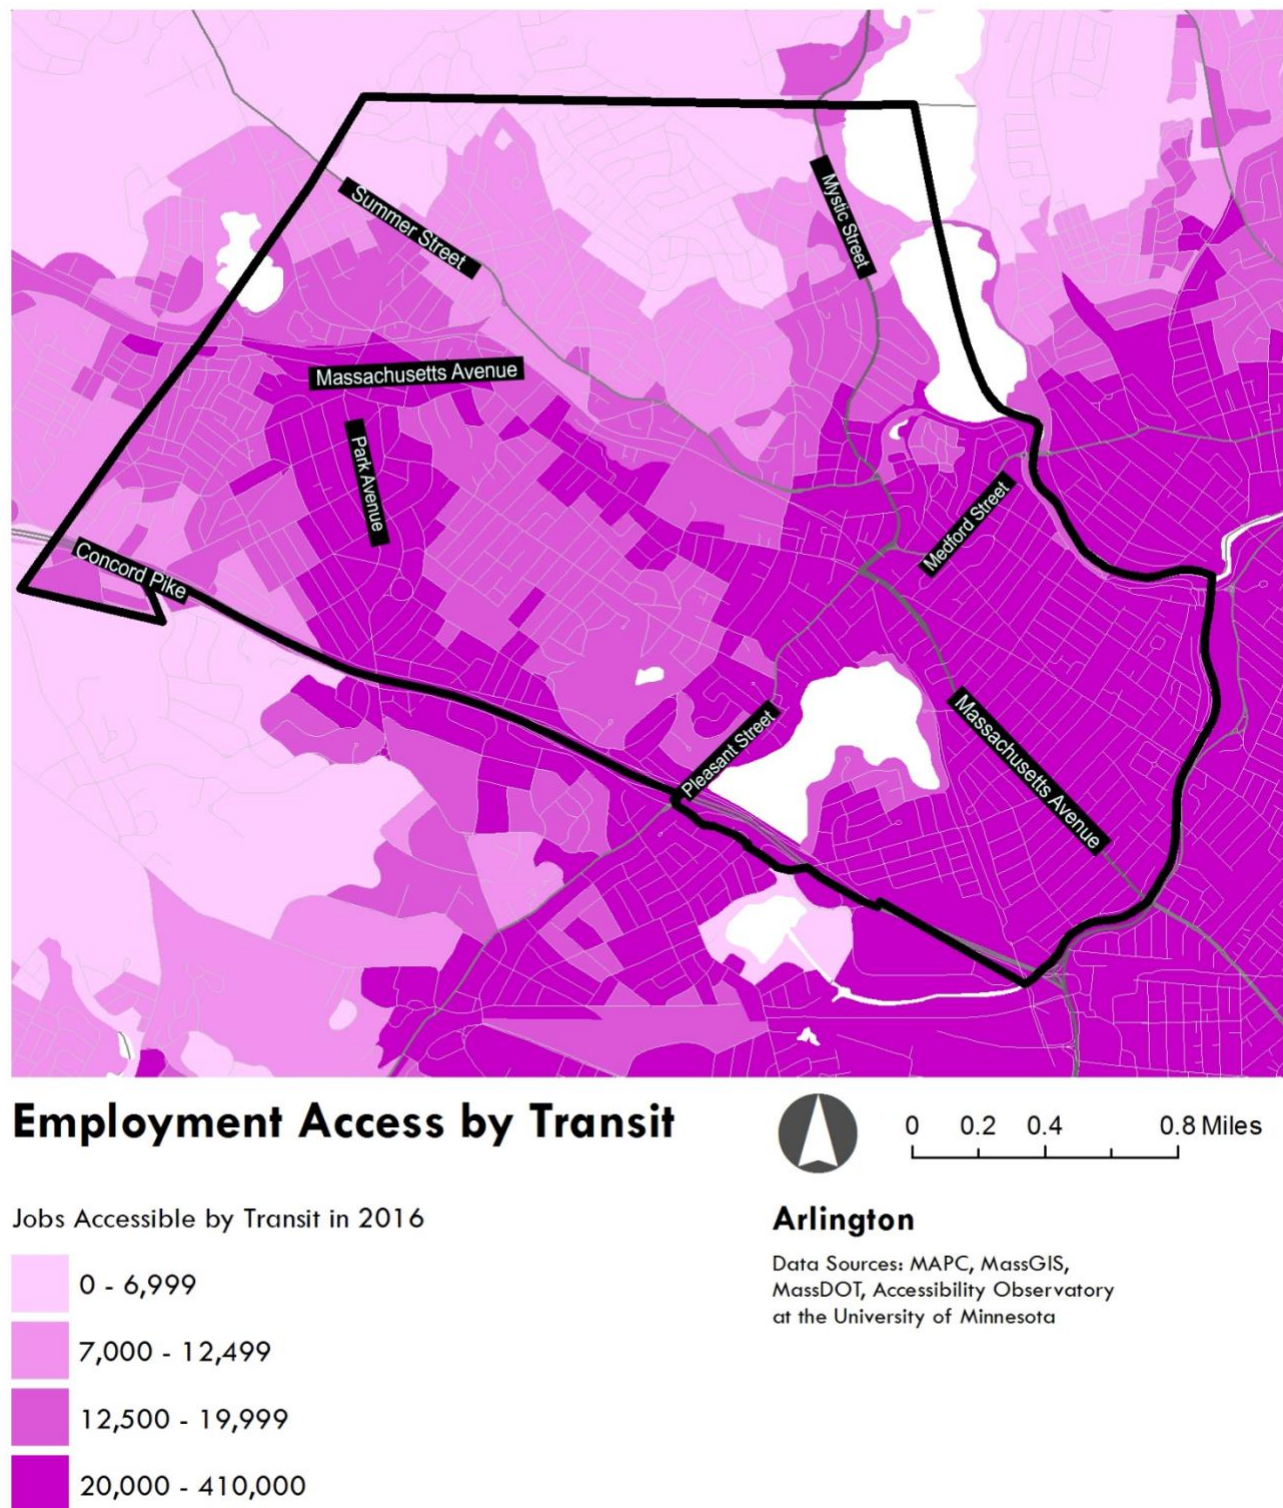 Summer Street
Mystic Street
Massachusetts Avenue
Park Avenue
Medford Street
Concord Pike
Pleasant Street
Massachusetts Avenue
Employment Access by Transit
0 0.2 0.4 0.8 Miles
Jobs Accessible by Transit in 2016
0 - 6,999
7,000 - 12,499
12,500 - 19,999
20,000 - 410,000
Arlington
Data Sources: MAPC, MassGIS,
MassDOT, Accessibility Observatory
at the University of Minnesota